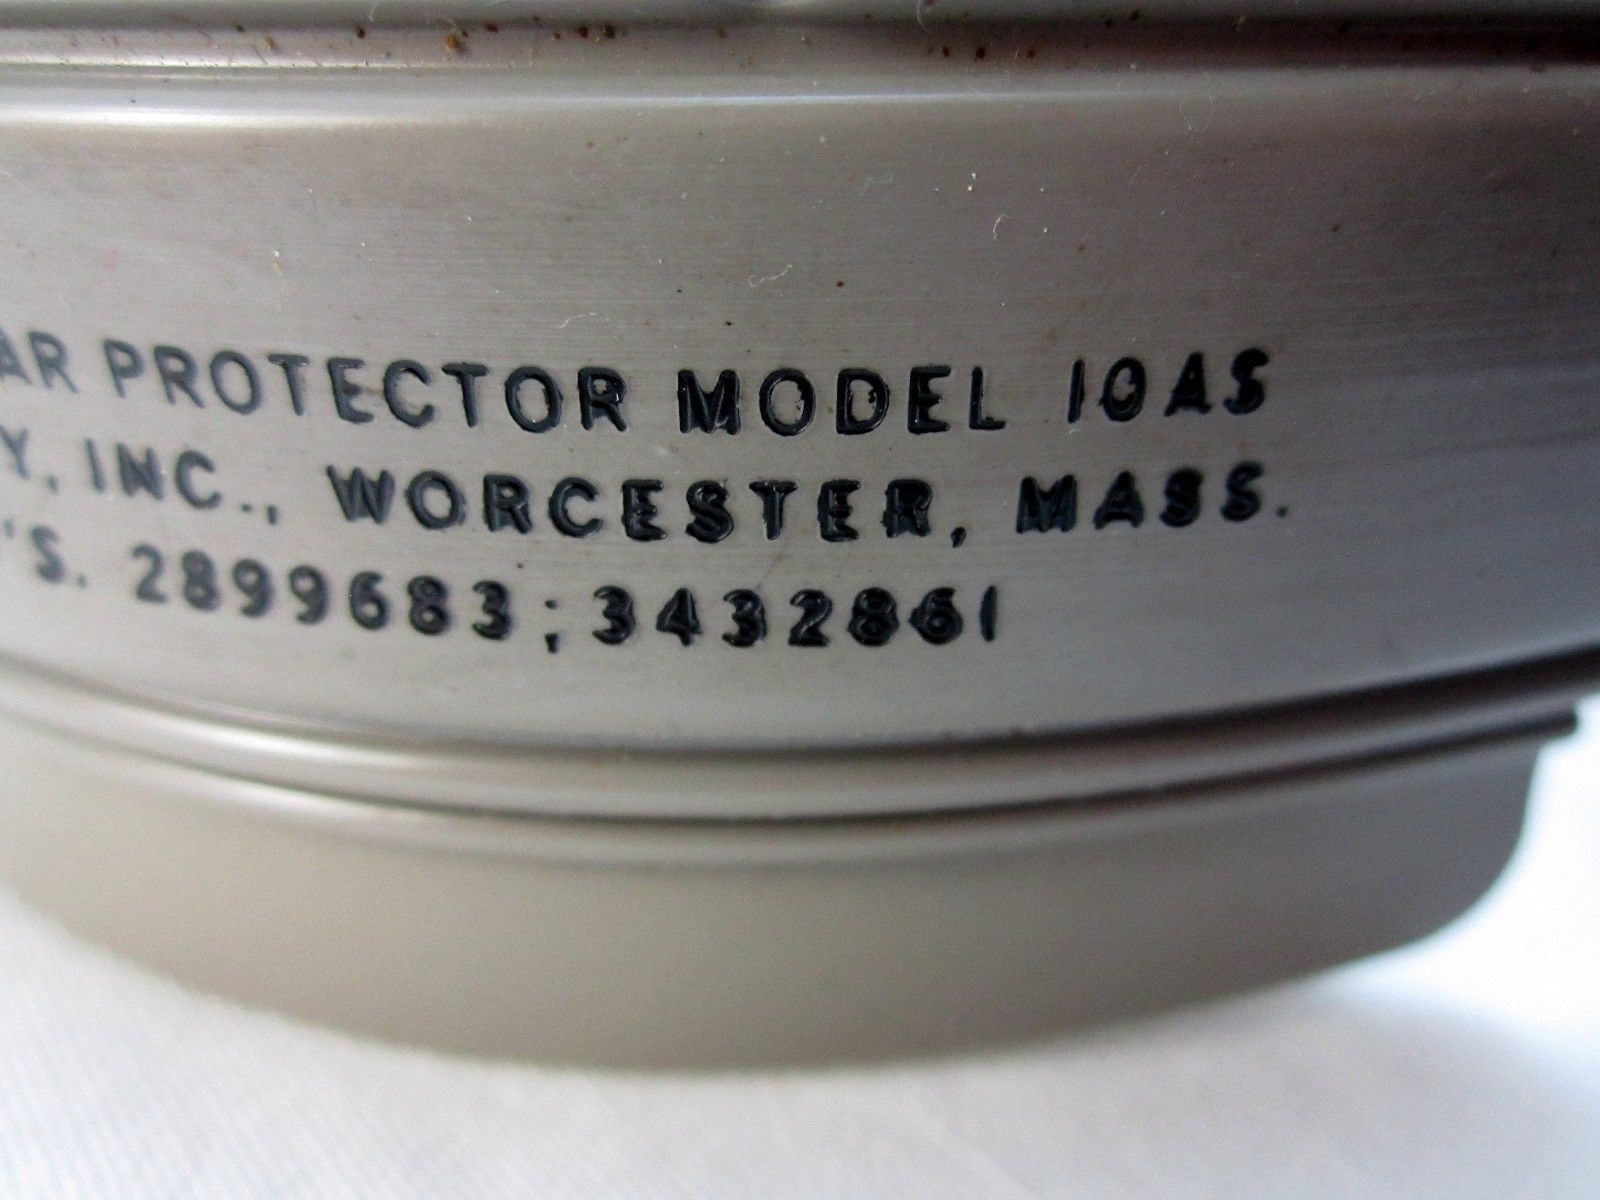 AR PROTECTOR MODEL 10AS
Y, INC., WORCESTER, MASS.
'S. 2899683; 3432861